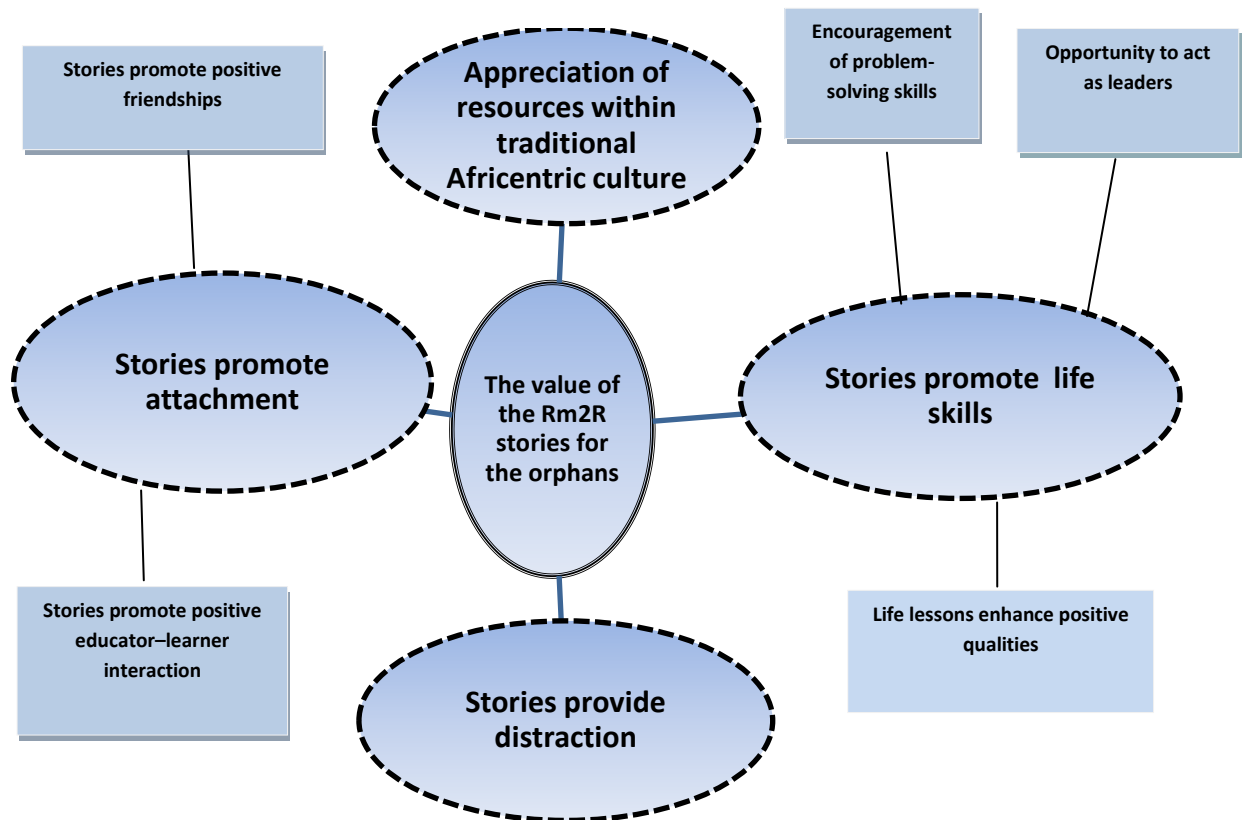 Stories promote positive
friendships
Appreciation of
resources within
traditional
Africentric culture
Encouragement
of problem-
solving skills
Opportunity to act
as leaders
Stories promote
attachment
The value of
the Rm2R
stories for
the orphans
Stories promote life
skills
Stories promote positive
educator–learner
interaction
Stories provide
distraction
Life lessons enhance positive
qualities